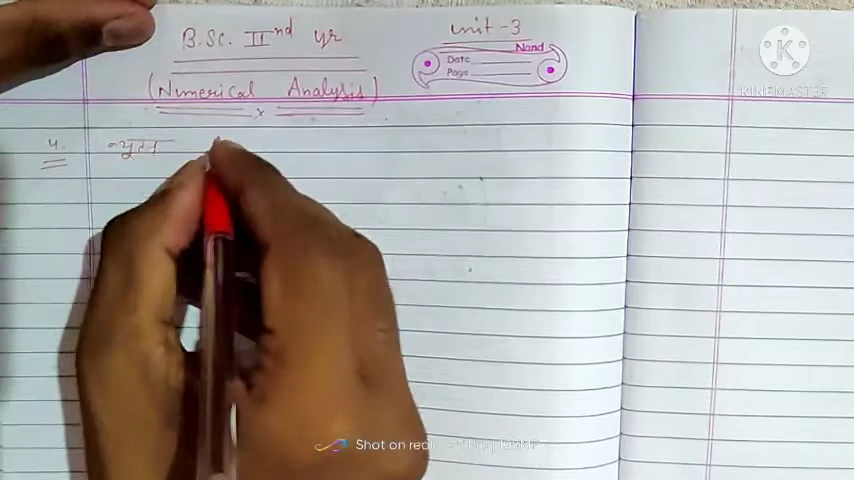 B.Sc. IInd yr
unit -3
Nand
Date
Page
(Numerical Analysis)
x
4.
KINEMASTER
Shot on redmi